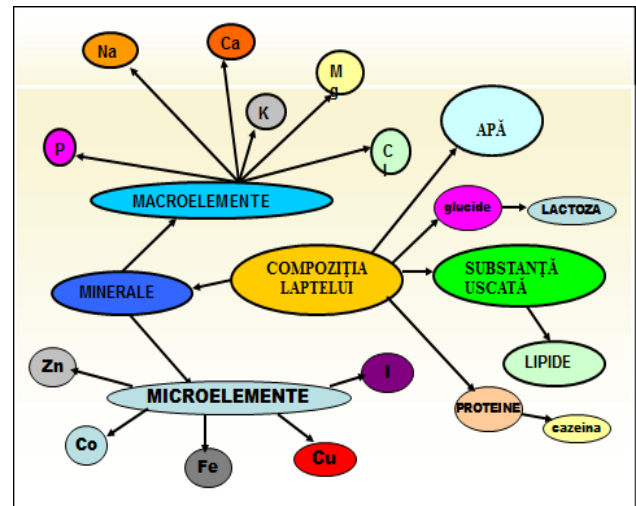 Na
Ca
M
g
K
P
C
l
APĂ
MACROELEMENTE
glucide
LACTOZA
COMPOZIŢIA
LAPTELUI
SUBSTANŢĂ
USCATĂ
MINERALE
LIPIDE
Zn
I
MICROELEMENTE
PROTEINE
cazeina
Co
Fe
Cu